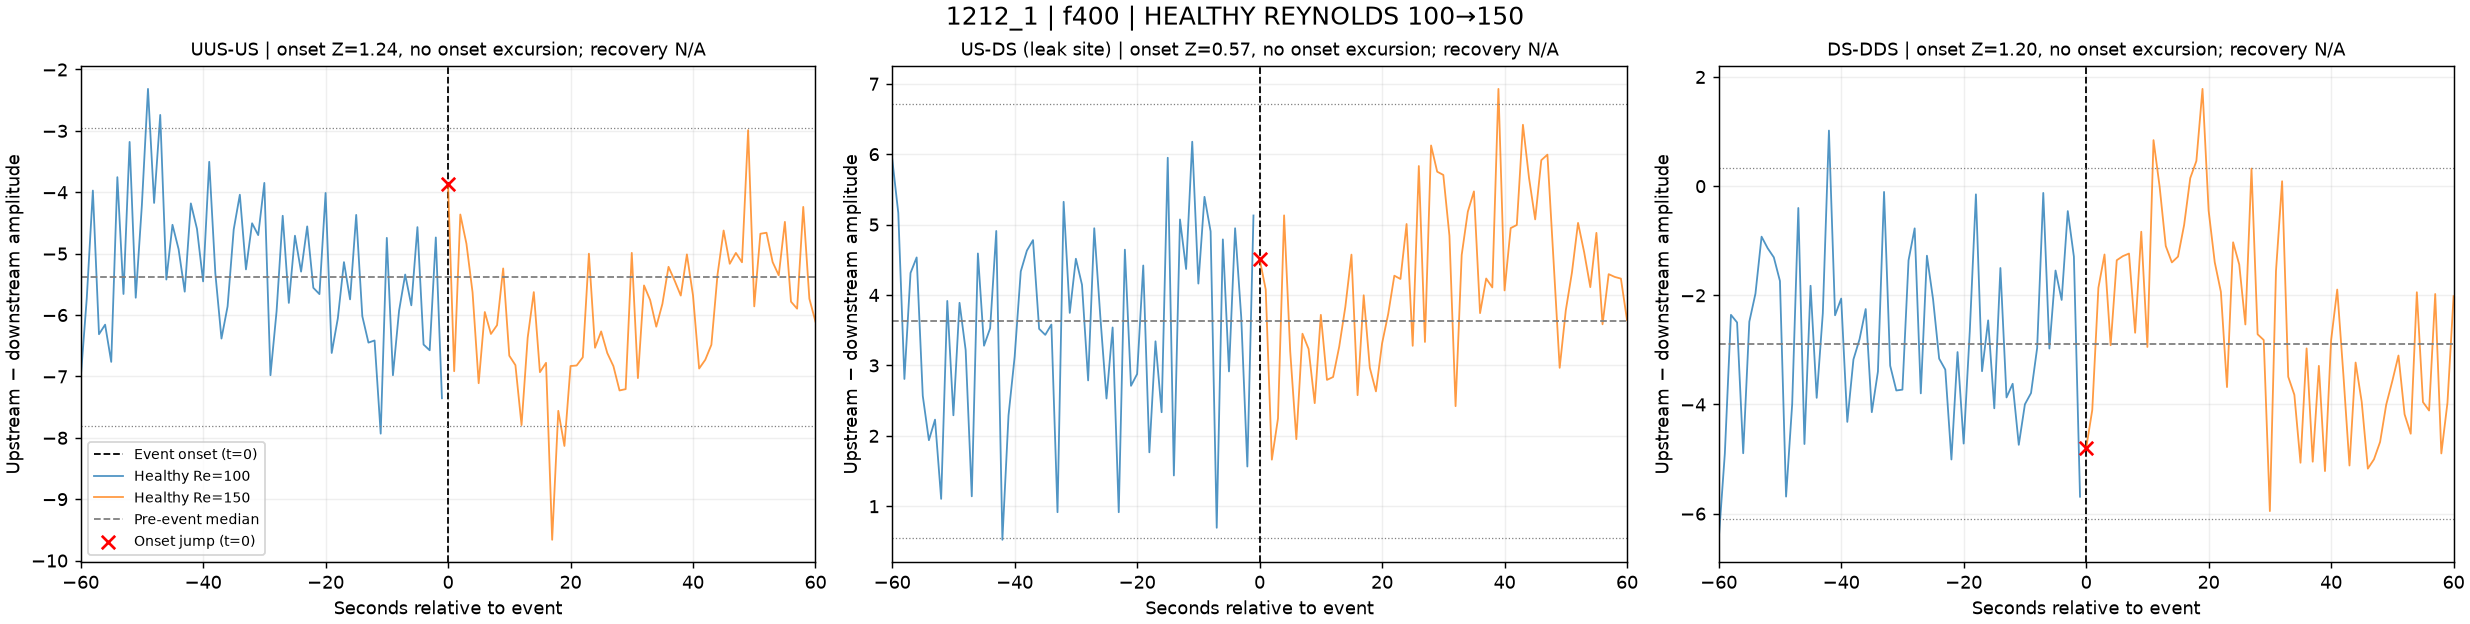 1212_1 | f400 | HEALTHY REYNOLDS 100→150
UUS-US | onset Z=1.24, no onset excursion; recovery N/A
−2
−3
−4
−5
−6
−7
−8
−9
−10
Upstream − downstream amplitude
Event onset (t=0)
Healthy Re=100
Healthy Re=150
Pre-event median
Onset jump (t=0)
−60 −40 −20 0 20 40 60
Seconds relative to event
US-DS (leak site) | onset Z=0.57, no onset excursion; recovery N/A
7
6
5
4
3
2
1
Upstream − downstream amplitude
−60 −40 −20 0 20 40 60
Seconds relative to event
DS-DDS | onset Z=1.20, no onset excursion; recovery N/A
2
0
−2
−4
−6
Upstream − downstream amplitude
−60 −40 −20 0 20 40 60
Seconds relative to event